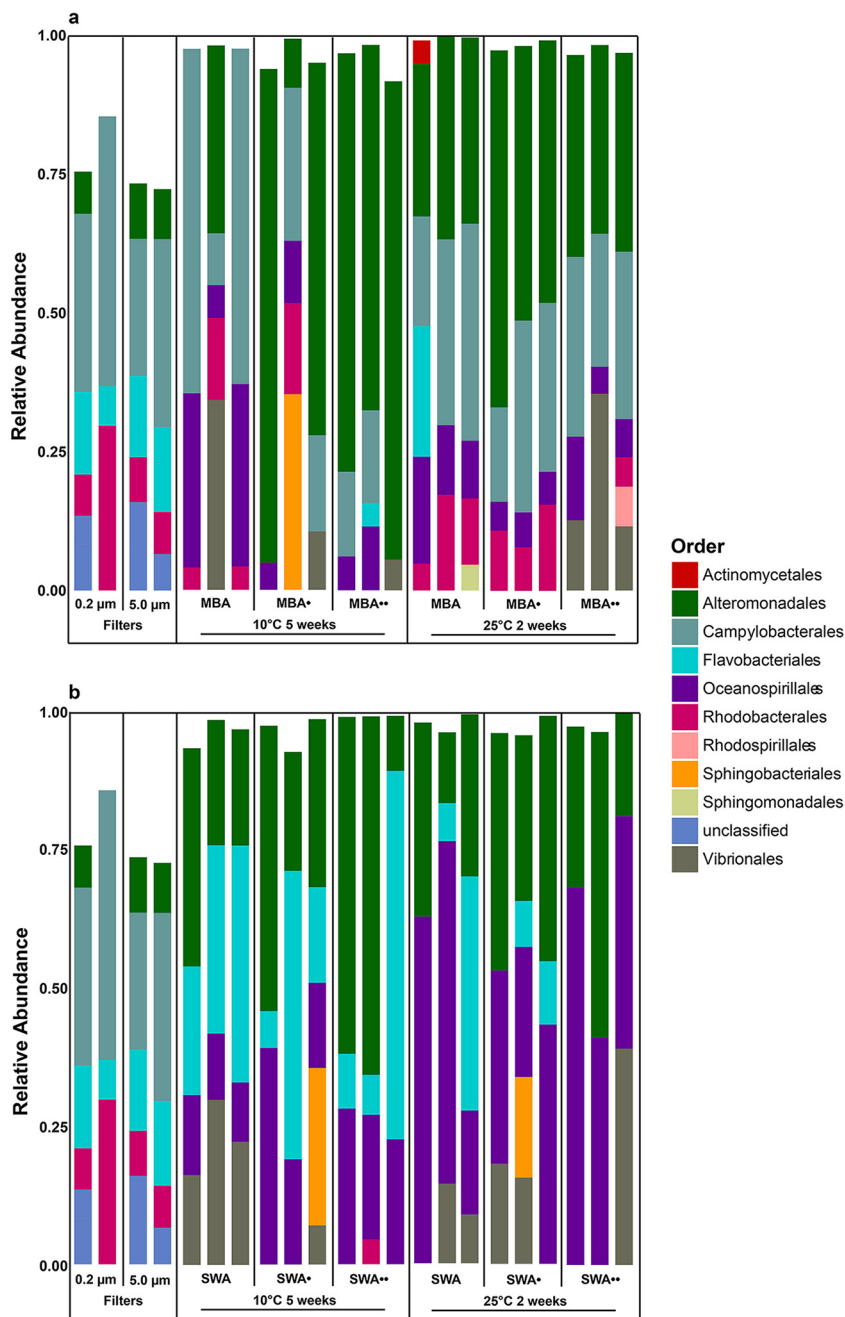 a
1.00
0.75
0.50
0.25
0.00
Relative Abundance
0.2 µm 5.0 µm MBA MBA• MBA•• MBA MBA• MBA••
Filters 10°C 5 weeks 25°C 2 weeks
Order
Actinomycetales
Alteromonadales
Campylobacterales
Flavobacteriales
Oceanospirillales
Rhodobacterales
Rhodospirillales
Sphingobacteriales
Sphingomonadales
unclassified
Vibrionales
b
1.00
0.75
0.50
0.25
0.00
Relative Abundance
0.2 µm 5.0 µm SWA SWA• SWA•• SWA SWA• SWA••
Filters 10°C 5 weeks 25°C 2 weeks